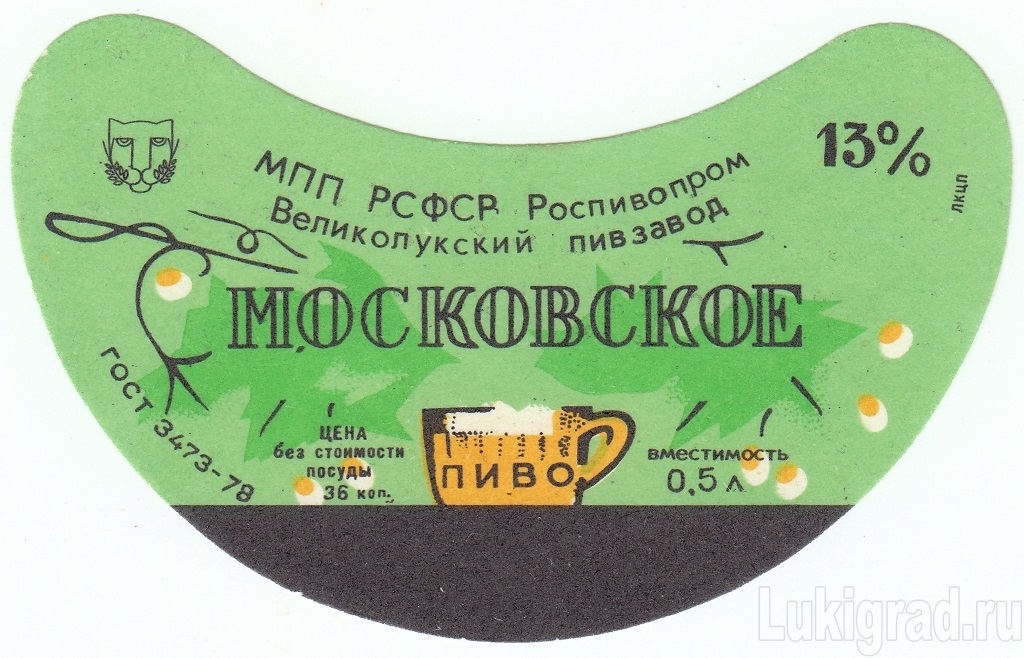 МПП РСФСР Роспивопром
Великолукский пивзавод
13%
лкцп
МОСКОВСКОЕ
ГОСТ 3473-78
ЦЕНА
без стоимости
посуды
36 коп.
ПИВО
вместимость
0,5 л
Lukigrad.ru